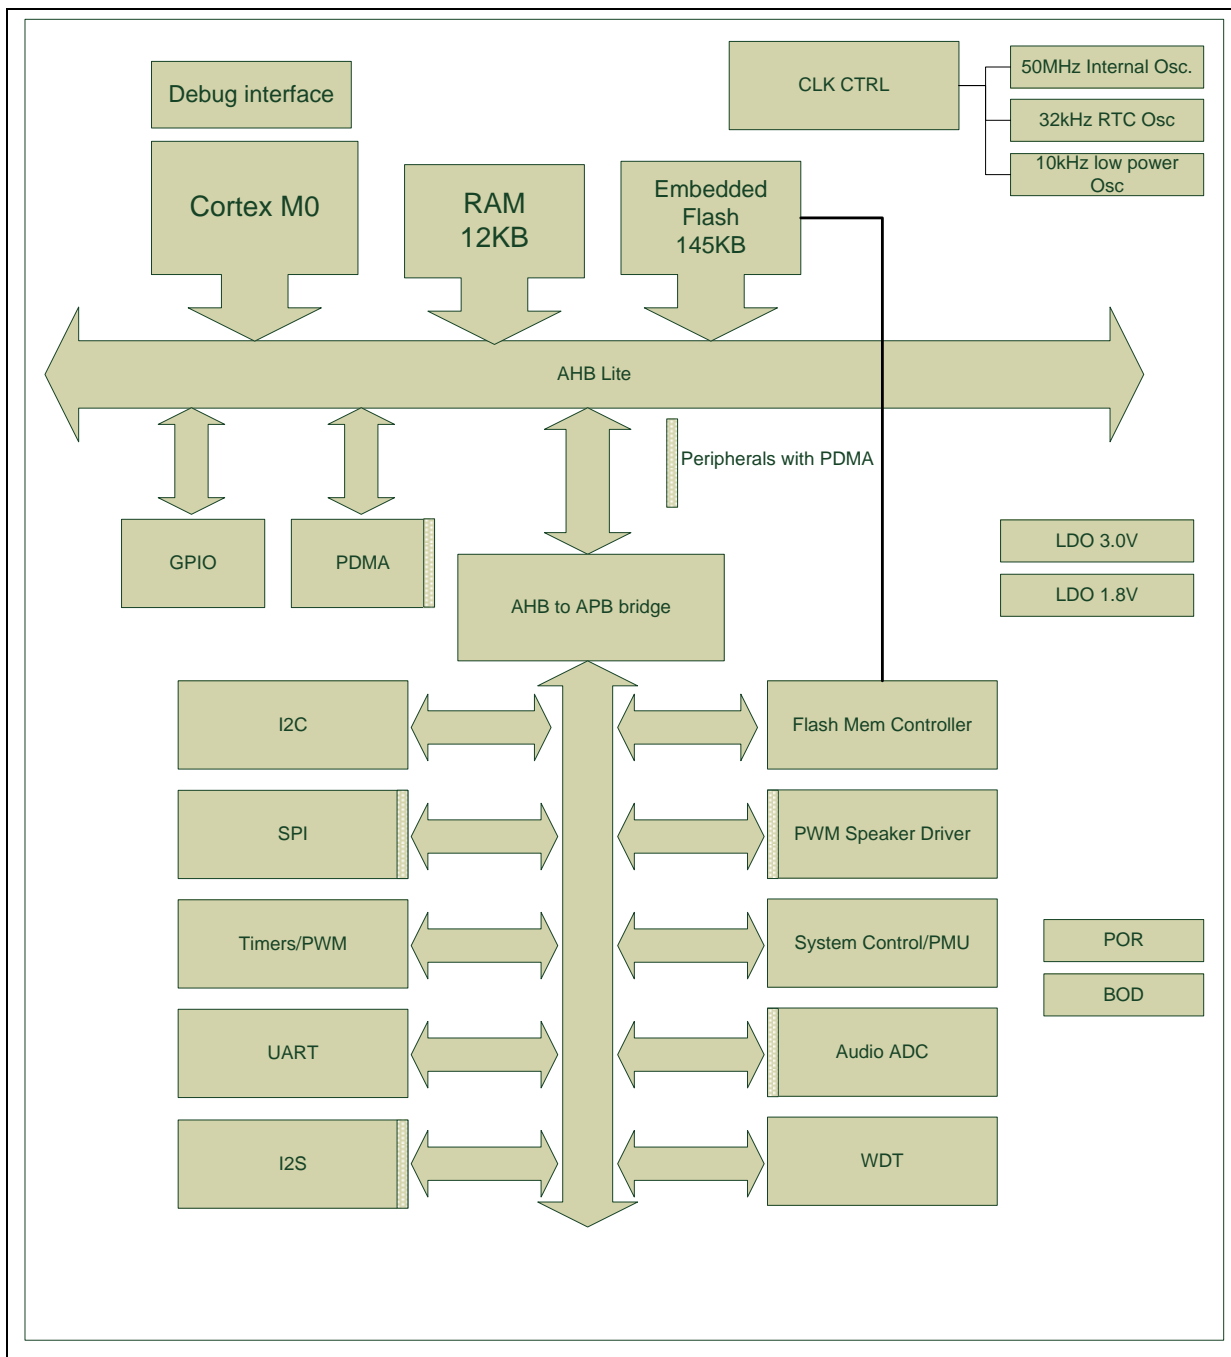 Debug interface
CLK CTRL
50MHz Internal Osc.
32kHz RTC Osc
10kHz low power
Osc
Cortex M0
RAM
12KB
Embedded
Flash
145KB
AHB Lite
Peripherals with PDMA
GPIO
PDMA
AHB to APB bridge
LDO 3.0V
LDO 1.8V
I2C
Flash Mem Controller
SPI
PWM Speaker Driver
Timers/PWM
System Control/PMU
POR
BOD
UART
Audio ADC
I2S
WDT